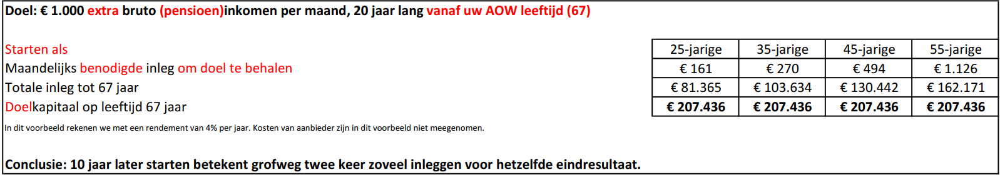 Doel: € 1.000 extra bruto (pensioen)inkomen per maand, 20 jaar lang vanaf uw AOW leeftijd (67)
Starten als 25-jarige 35-jarige 45-jarige 55-jarige
Maandelijks benodigde inleg om doel te behalen € 161 € 270 € 494 € 1.126
Totale inleg tot 67 jaar € 81.365 € 103.634 € 130.442 € 162.171
Doelkapitaal op leeftijd 67 jaar € 207.436 € 207.436 € 207.436 € 207.436
In dit voorbeeld rekenen we met een rendement van 4% per jaar. Kosten van aanbieder zijn in dit voorbeeld niet meegenomen.
Conclusie: 10 jaar later starten betekent grofweg twee keer zoveel inleggen voor hetzelfde eindresultaat.